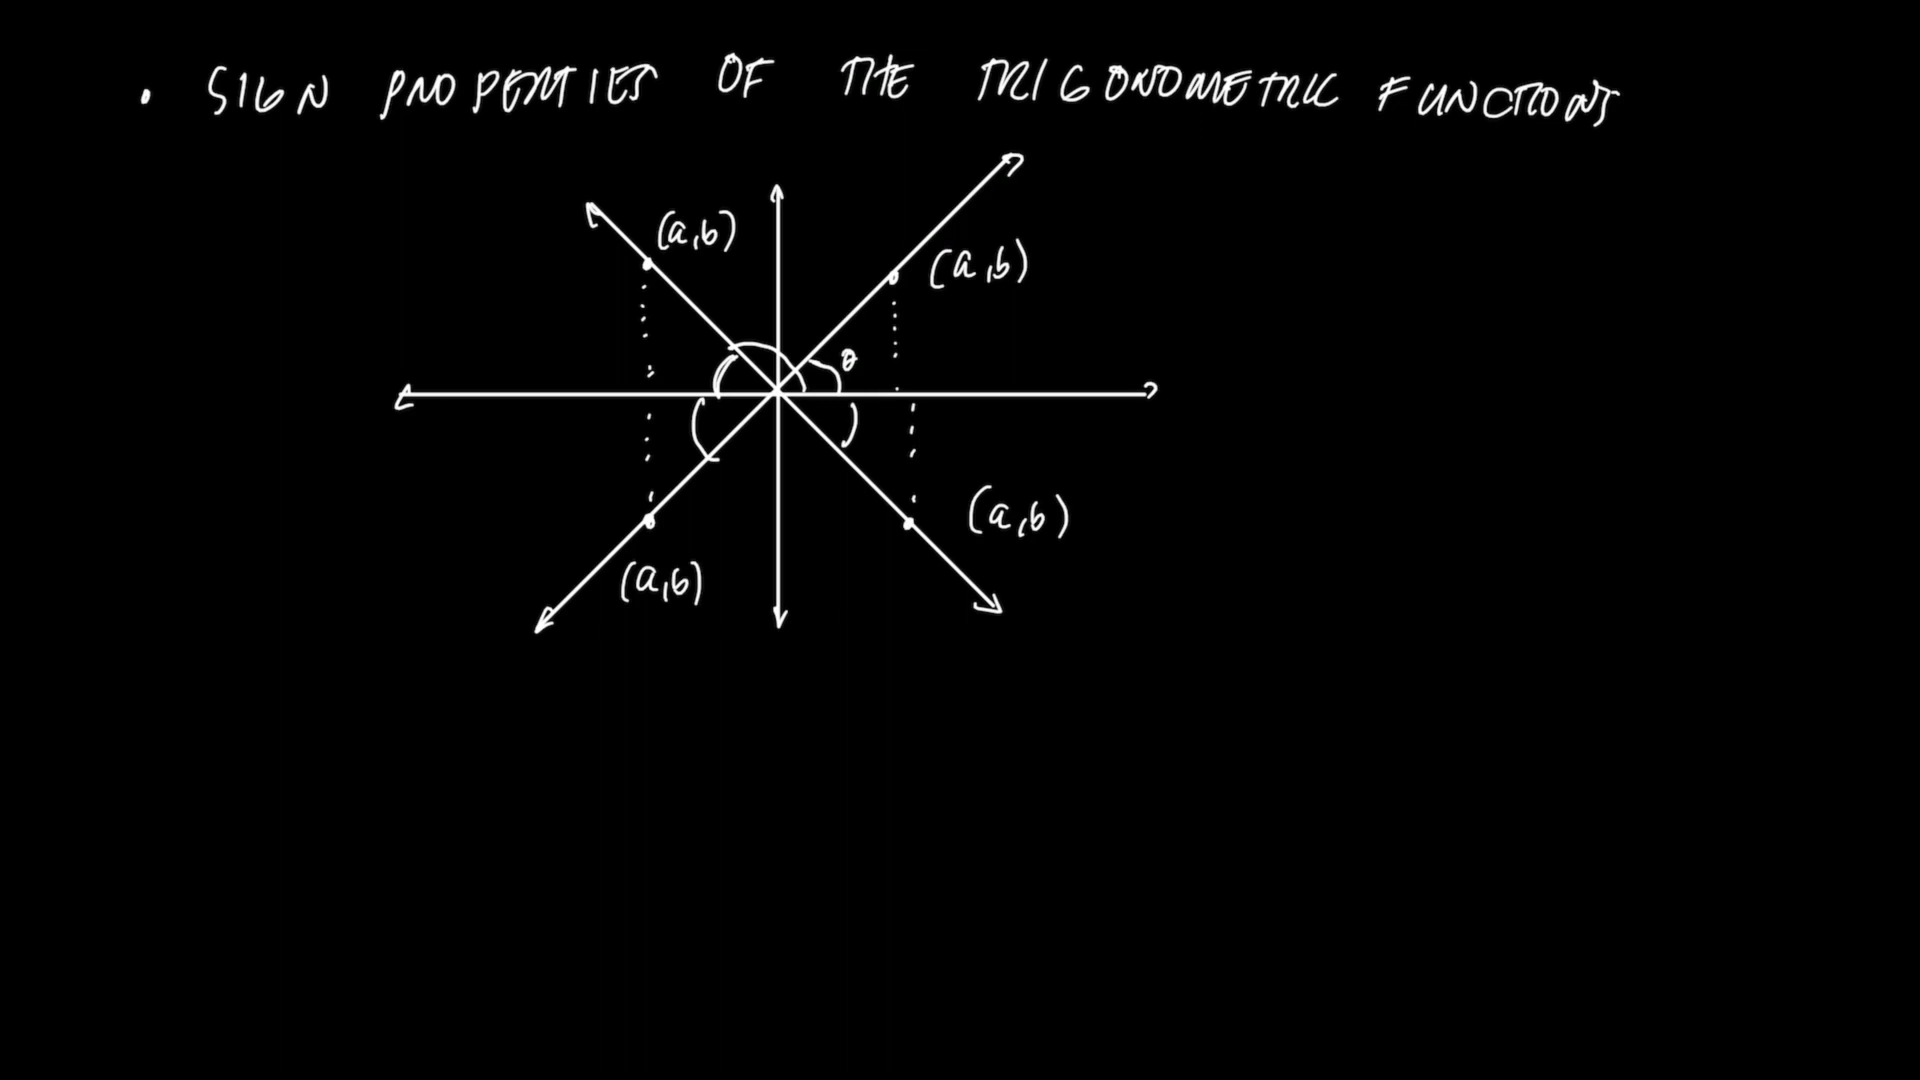 • SIGN PROPERTIES OF THE TRIGONOMETRIC FUNCTIONS
(a,b)
(a,b)
θ
(a,b)
(a,b)